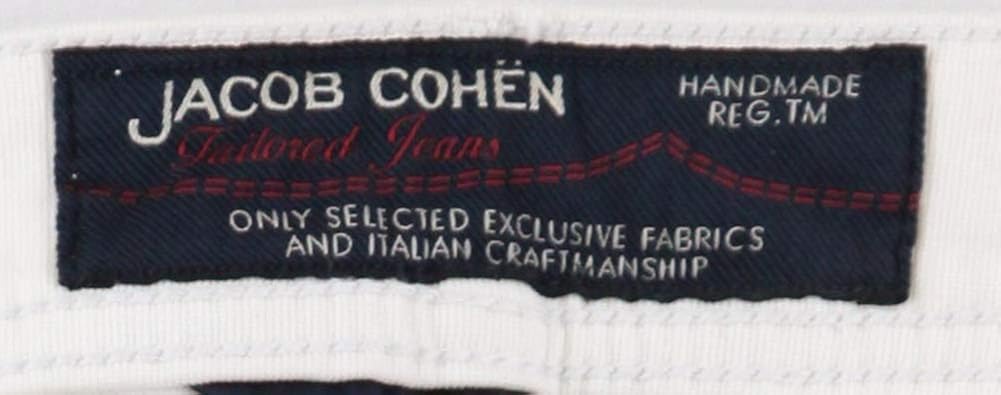 JACOB COHËN
Tailored Jeans
HANDMADE
REG.TM
ONLY SELECTED EXCLUSIVE FABRICS
AND ITALIAN CRAFTMANSHIP